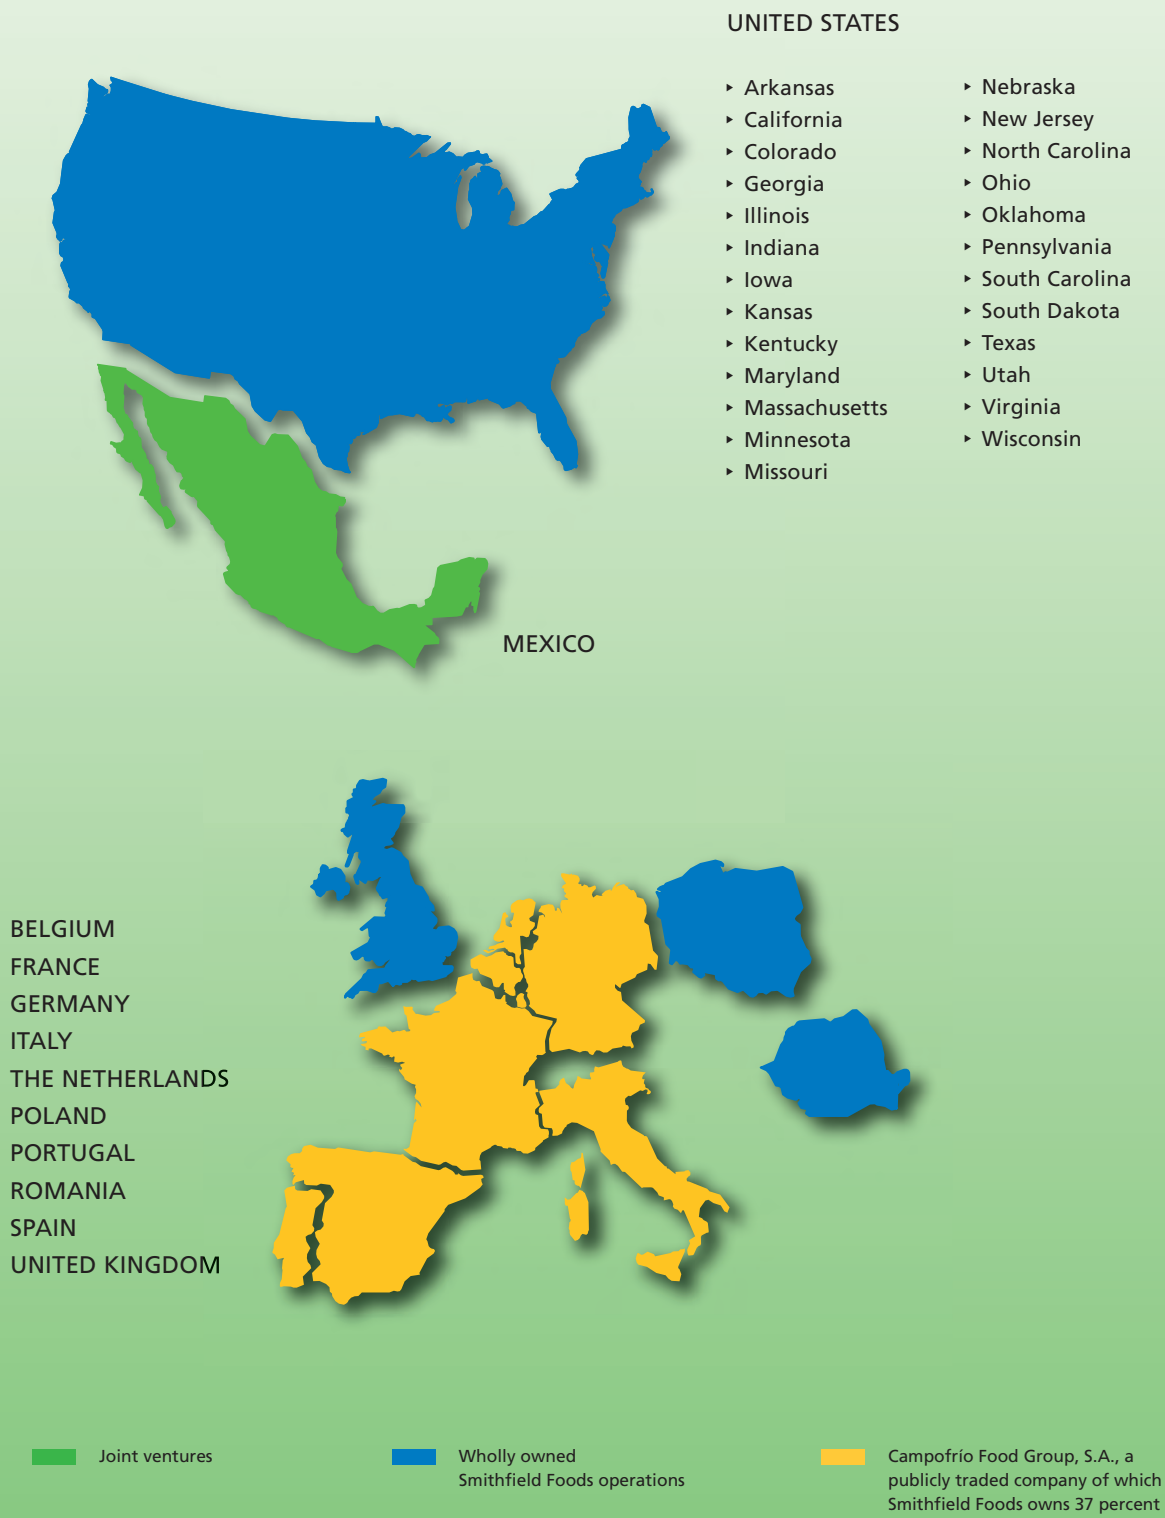 UNITED STATES
‣ Arkansas
‣ California
‣ Colorado
‣ Georgia
‣ Illinois
‣ Indiana
‣ Iowa
‣ Kansas
‣ Kentucky
‣ Maryland
‣ Massachusetts
‣ Minnesota
‣ Missouri
‣ Nebraska
‣ New Jersey
‣ North Carolina
‣ Ohio
‣ Oklahoma
‣ Pennsylvania
‣ South Carolina
‣ South Dakota
‣ Texas
‣ Utah
‣ Virginia
‣ Wisconsin
MEXICO
BELGIUM
FRANCE
GERMANY
ITALY
THE NETHERLANDS
POLAND
PORTUGAL
ROMANIA
SPAIN
UNITED KINGDOM
Joint ventures
Wholly owned
Smithfield Foods operations
Campofrío Food Group, S.A., a
publicly traded company of which
Smithfield Foods owns 37 percent